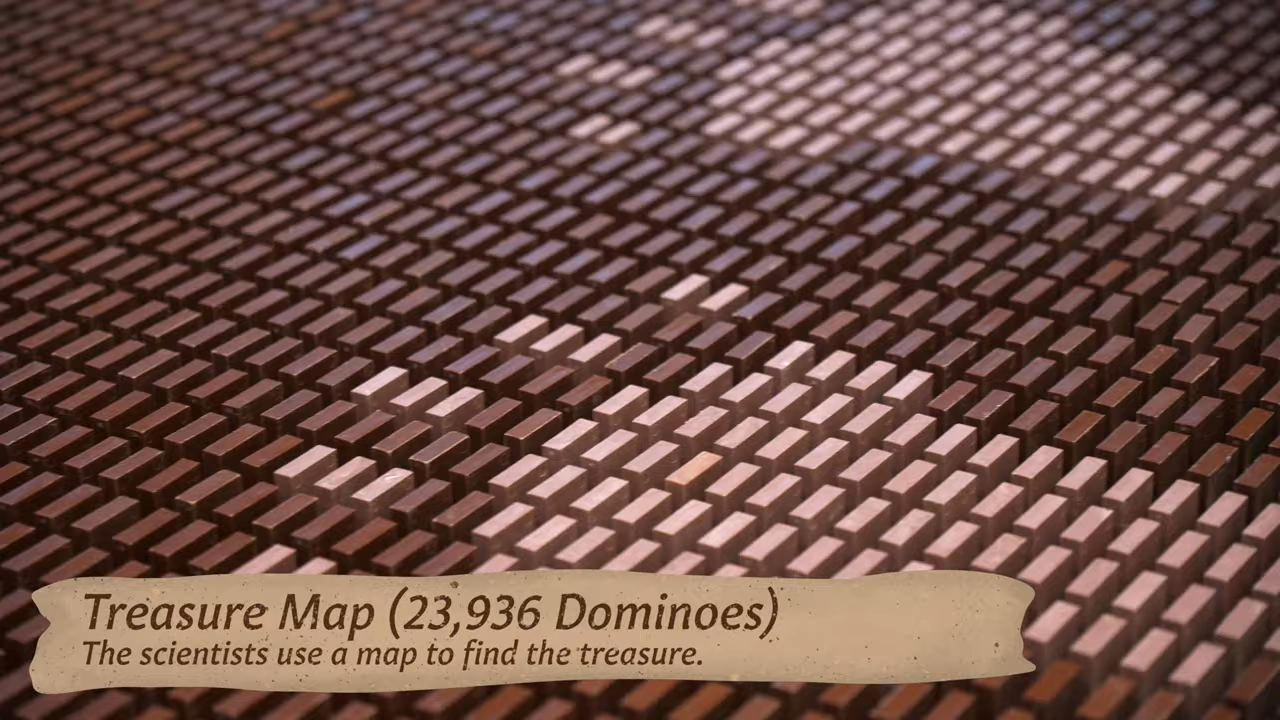 Treasure Map (23,936 Dominoes)
The scientists use a map to find the treasure.